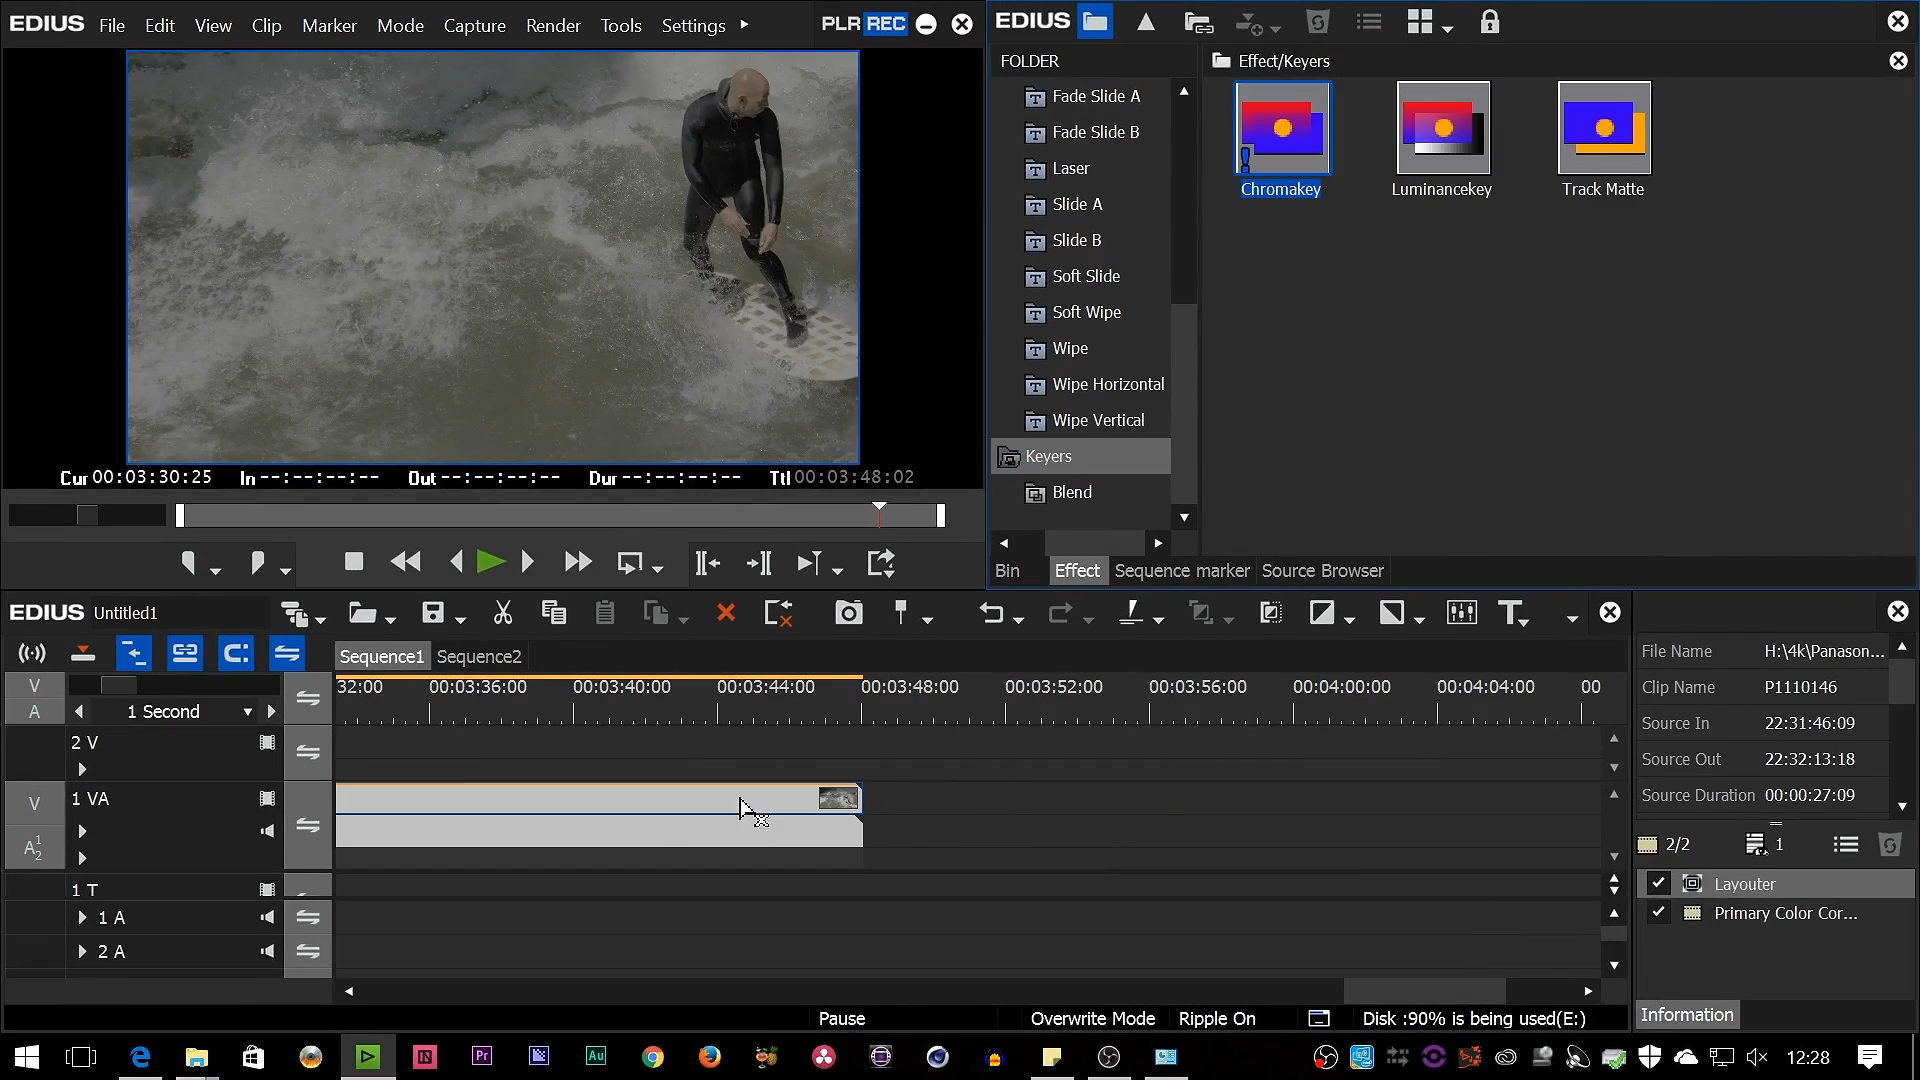 EDIUS File Edit View Clip Marker Mode Capture Render Tools Settings PLR REC
Cur 00:03:30:25 In --:--:--:-- Out --:--:--:-- Dur --:--:--:-- Ttl 00:03:48:02
EDIUS
FOLDER
Fade Slide A
Fade Slide B
Laser
Slide A
Slide B
Soft Slide
Soft Wipe
Wipe
Wipe Horizontal
Wipe Vertical
Keyers
Blend
Effect/Keyers
Chromakey Luminancekey Track Matte
Bin Effect Sequence marker Source Browser
EDIUS Untitled1
Sequence1 Sequence2
32:00 00:03:36:00 00:03:40:00 00:03:44:00 00:03:48:00 00:03:52:00 00:03:56:00 00:04:00:00 00:04:04:00 00
V
A 1 Second
2 V
V 1 VA
A 1 2
1 T
1 A
2 A
Pause Overwrite Mode Ripple On Disk :90% is being used(E:)
File Name H:\4k\Panason...
Clip Name P1110146
Source In 22:31:46:09
Source Out 22:32:13:18
Source Duration 00:00:27:09
2/2 1
Layouter
Primary Color Cor...
Information
N Pr Au 12:28